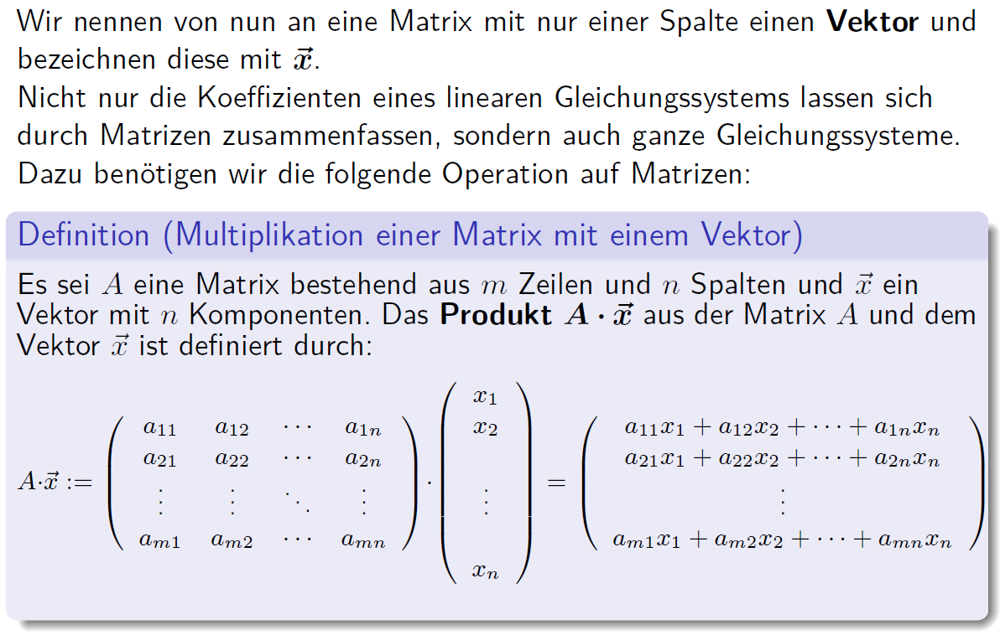 Wir nennen von nun an eine Matrix mit nur einer Spalte einen Vektor und
bezeichnen diese mit $\vec{x}$.
Nicht nur die Koeffizienten eines linearen Gleichungssystems lassen sich
durch Matrizen zusammenfassen, sondern auch ganze Gleichungssysteme.
Dazu benötigen wir die folgende Operation auf Matrizen:
Definition (Multiplikation einer Matrix mit einem Vektor)
Es sei $A$ eine Matrix bestehend aus $m$ Zeilen und $n$ Spalten und $\vec{x}$ ein
Vektor mit $n$ Komponenten. Das Produkt $A \cdot \vec{x}$ aus der Matrix $A$ und dem
Vektor $\vec{x}$ ist definiert durch:
$A \cdot \vec{x} := \begin{pmatrix} a_{11} & a_{12} & \cdots & a_{1n} \\ a_{21} & a_{22} & \cdots & a_{2n} \\ \vdots & \vdots & \ddots & \vdots \\ a_{m1} & a_{m2} & \cdots & a_{mn} \end{pmatrix} \cdot \begin{pmatrix} x_1 \\ x_2 \\ \vdots \\ x_n \end{pmatrix} = \begin{pmatrix} a_{11}x_1 + a_{12}x_2 + \cdots + a_{1n}x_n \\ a_{21}x_1 + a_{22}x_2 + \cdots + a_{2n}x_n \\ \vdots \\ a_{m1}x_1 + a_{m2}x_2 + \cdots + a_{mn}x_n \end{pmatrix}$